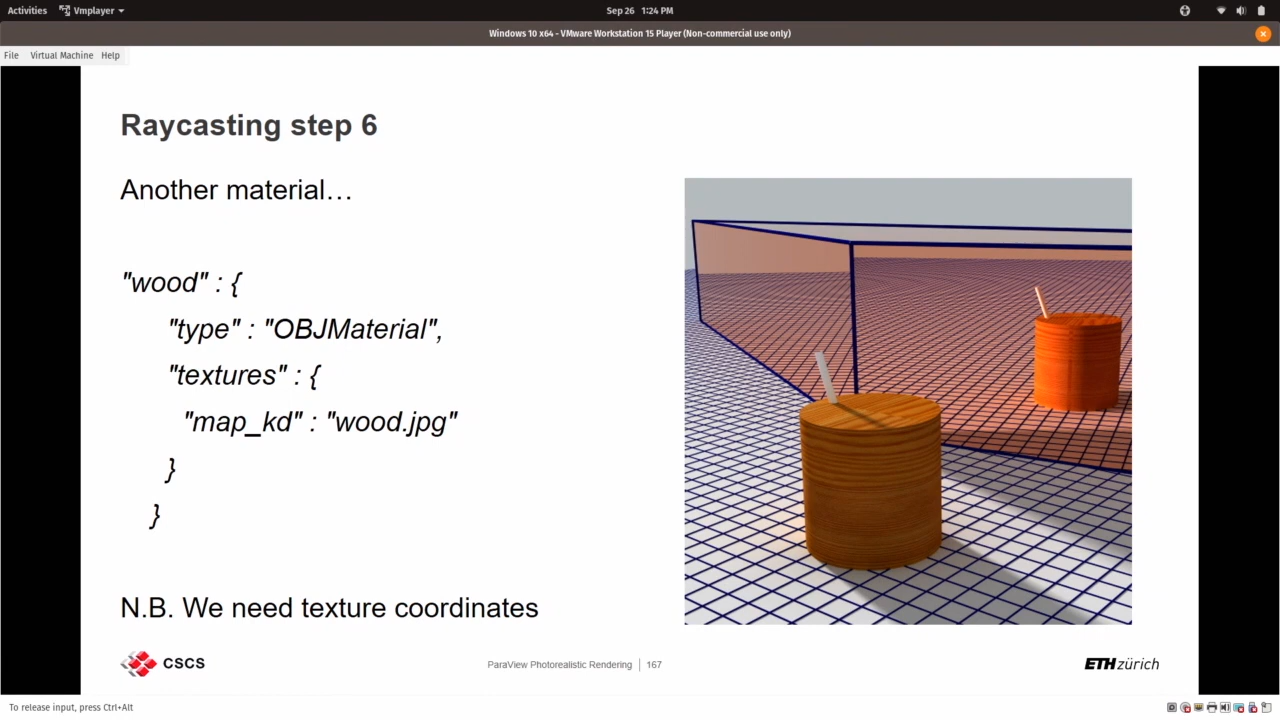 Activities Vmplayer Sep 26 1:24 PM
Windows 10 x64 - VMware Workstation 15 Player (Non-commercial use only)
File Virtual Machine Help
Raycasting step 6
Another material…
"wood" : {
"type" : "OBJMaterial",
"textures" : {
"map_kd" : "wood.jpg"
}
}
N.B. We need texture coordinates
CSCS ParaView Photorealistic Rendering 167 ETH zürich
To release input, press Ctrl+Alt